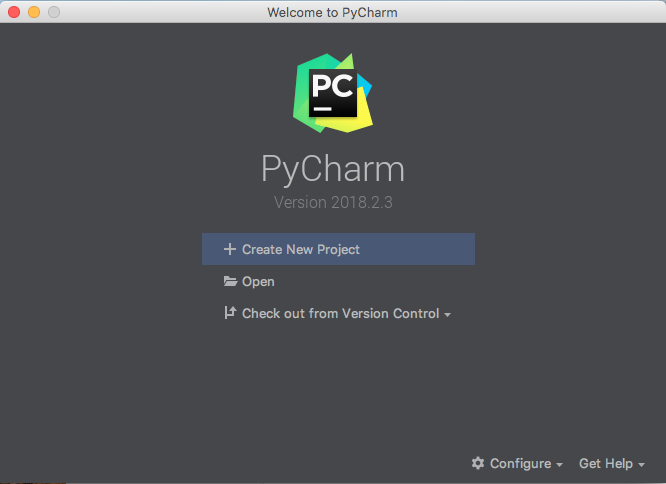 Welcome to PyCharm
PC
PyCharm
Version 2018.2.3
Create New Project
Open
Check out from Version Control
Configure
Get Help